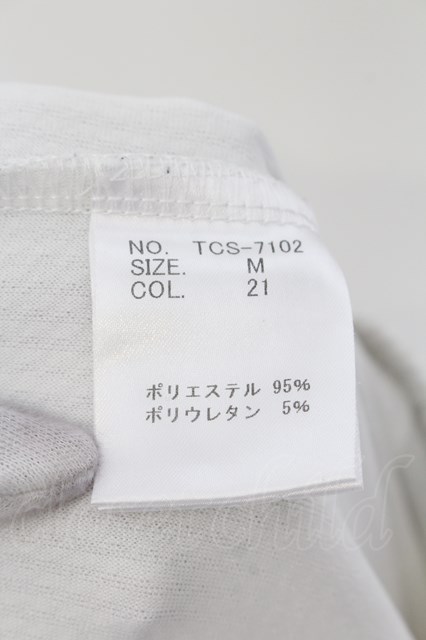 NO. TCS-7102
SIZE. M
COL. 21
ポリエステル 95%
ポリウレタン 5%